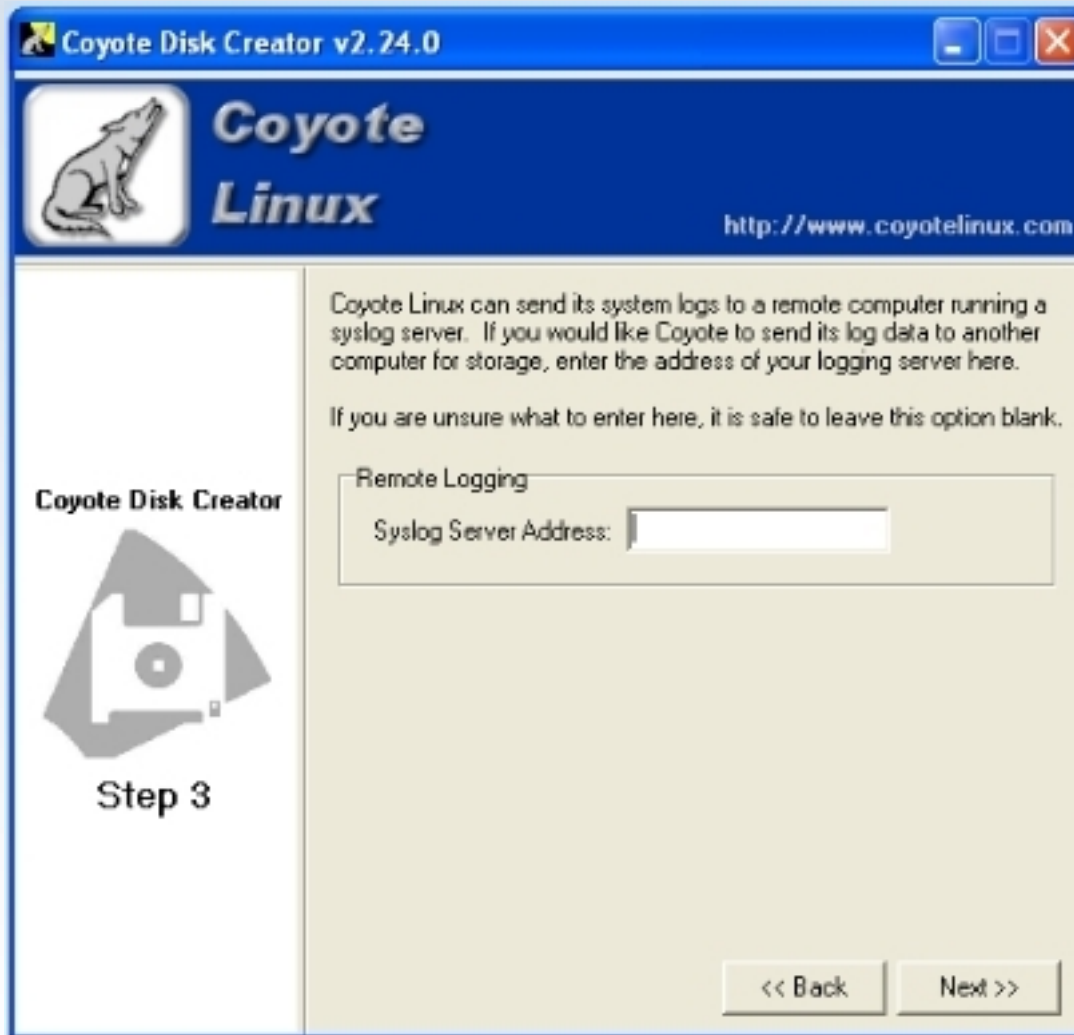 Coyote Disk Creator v2.24.0
Coyote
Linux
http://www.coyotelinux.com
Coyote Linux can send its system logs to a remote computer running a
syslog server. If you would like Coyote to send its log data to another
computer for storage, enter the address of your logging server here.
If you are unsure what to enter here, it is safe to leave this option blank.
Coyote Disk Creator
Step 3
Remote Logging
Syslog Server Address:
<< Back
Next >>